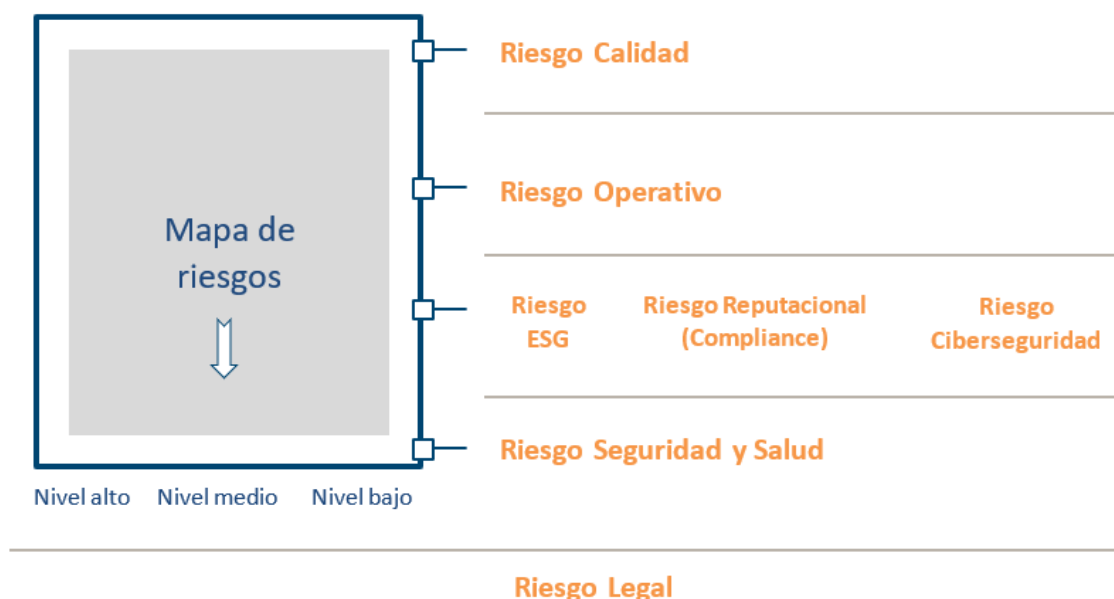 Riesgo Calidad
Riesgo Operativo
Mapa de
riesgos
Riesgo
ESG
Riesgo Reputacional
(Compliance)
Riesgo
Ciberseguridad
Riesgo Seguridad y Salud
Nivel alto Nivel medio Nivel bajo
Riesgo Legal